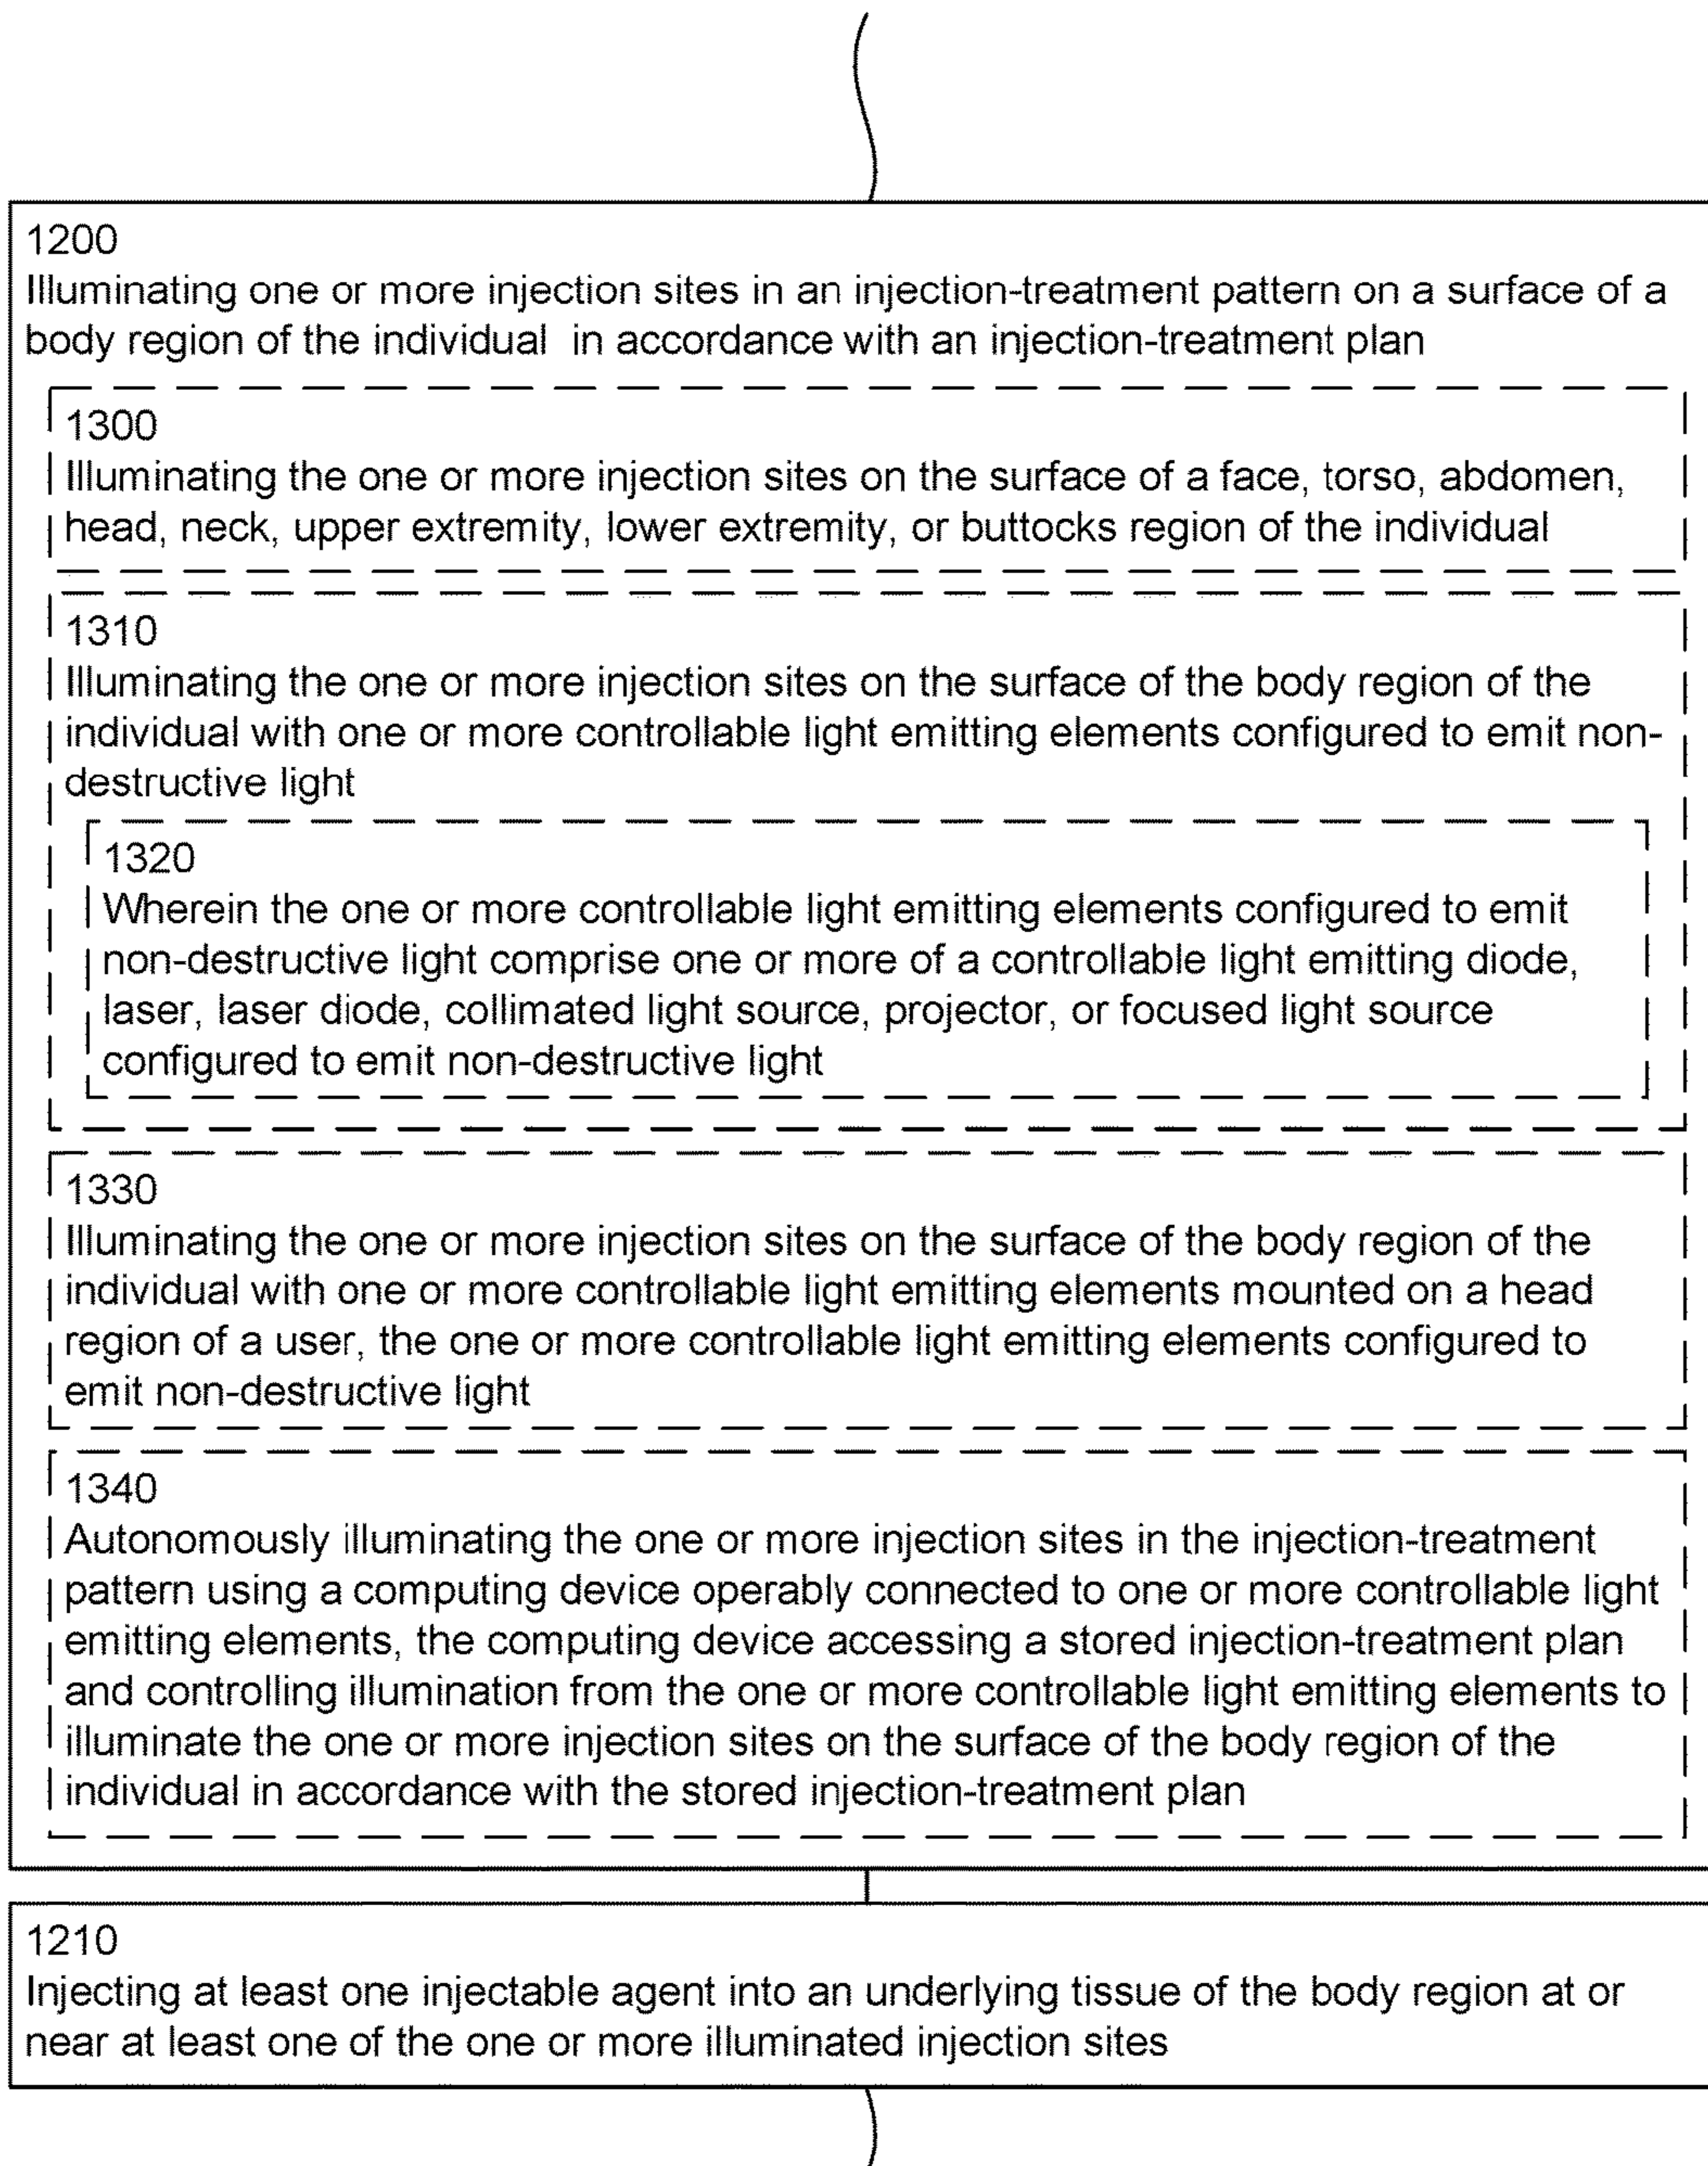 1200
Illuminating one or more injection sites in an injection-treatment pattern on a surface of a
body region of the individual in accordance with an injection-treatment plan
1300
Illuminating the one or more injection sites on the surface of a face, torso, abdomen,
head, neck, upper extremity, lower extremity, or buttocks region of the individual
1310
Illuminating the one or more injection sites on the surface of the body region of the
individual with one or more controllable light emitting elements configured to emit non-
destructive light
1320
Wherein the one or more controllable light emitting elements configured to emit
non-destructive light comprise one or more of a controllable light emitting diode,
laser, laser diode, collimated light source, projector, or focused light source
configured to emit non-destructive light
1330
Illuminating the one or more injection sites on the surface of the body region of the
individual with one or more controllable light emitting elements mounted on a head
region of a user, the one or more controllable light emitting elements configured to
emit non-destructive light
1340
Autonomously illuminating the one or more injection sites in the injection-treatment
pattern using a computing device operably connected to one or more controllable light
emitting elements, the computing device accessing a stored injection-treatment plan
and controlling illumination from the one or more controllable light emitting elements to
illuminate the one or more injection sites on the surface of the body region of the
individual in accordance with the stored injection-treatment plan
1210
Injecting at least one injectable agent into an underlying tissue of the body region at or
near at least one of the one or more illuminated injection sites